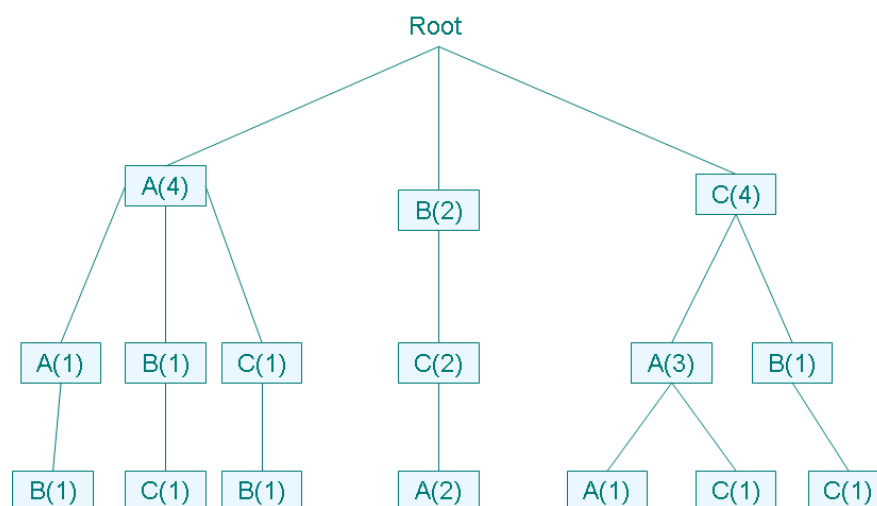 Root
A(4)
B(2)
C(4)
A(1)
B(1)
C(1)
C(2)
A(3)
B(1)
B(1)
C(1)
B(1)
A(2)
A(1)
C(1)
C(1)